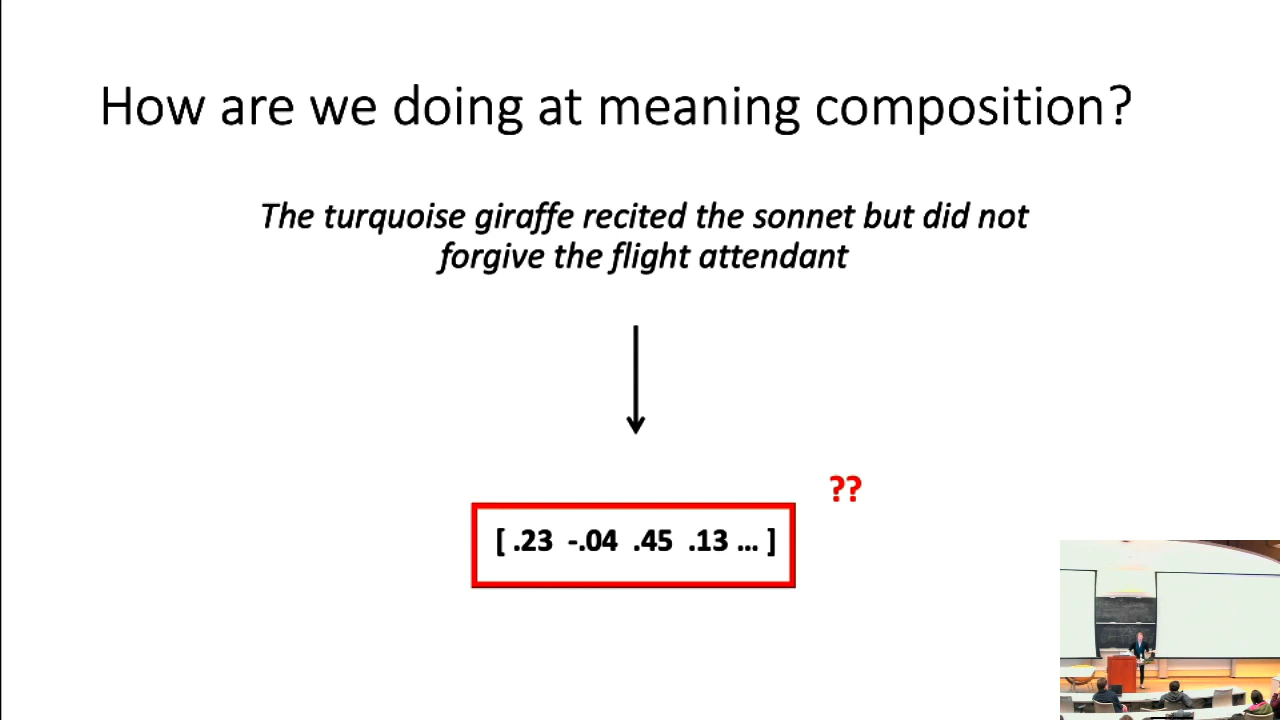 How are we doing at meaning composition?
The turquoise giraffe recited the sonnet but did not
forgive the flight attendant
??
[ .23 -.04 .45 .13 ... ]